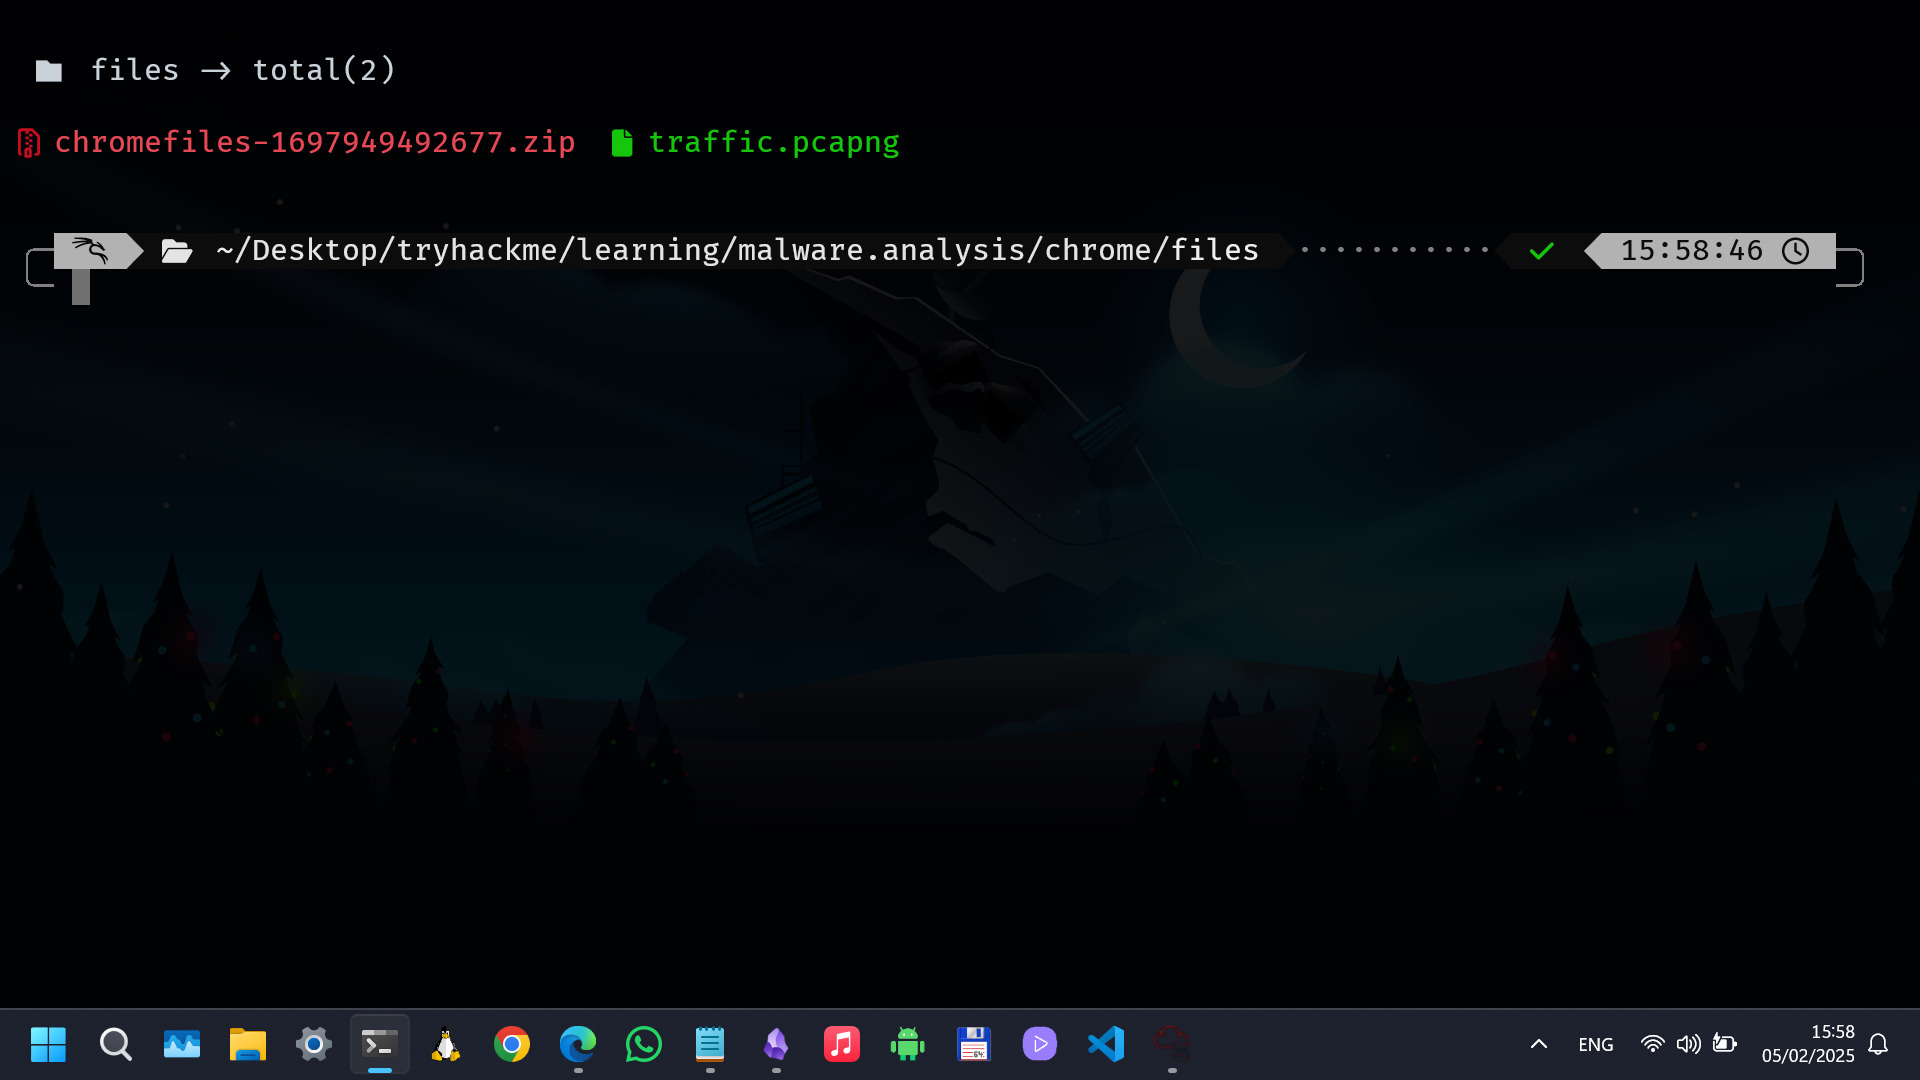 files → total(2)
chromefiles-1697949492677.zip traffic.pcapng
~/Desktop/tryhackme/learning/malware.analysis/chrome/files 15:58:46
ENG 15:58
05/02/2025